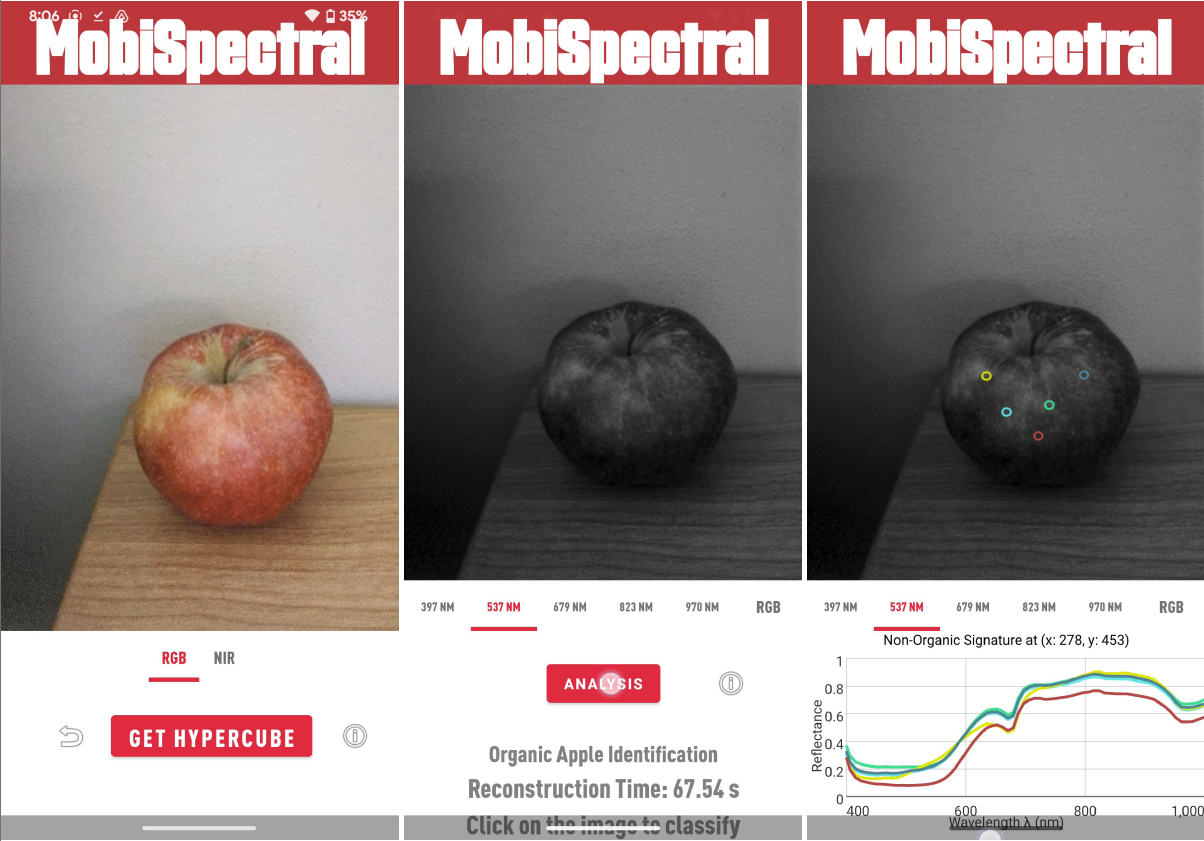 8:06
35%
MobiSpectral
RGB NIR
GET HYPERCUBE
MobiSpectral
397 NM 537 NM 679 NM 823 NM 970 NM RGB
ANALYSIS
Organic Apple Identification
Reconstruction Time: 67.54 s
Click on the image to classify
MobiSpectral
397 NM 537 NM 679 NM 823 NM 970 NM RGB
Non-Organic Signature at (x: 278, y: 453)
Reflectance
1
0.8
0.6
0.4
0.2
0
400 600 800 1,000
Wavelength λ (nm)